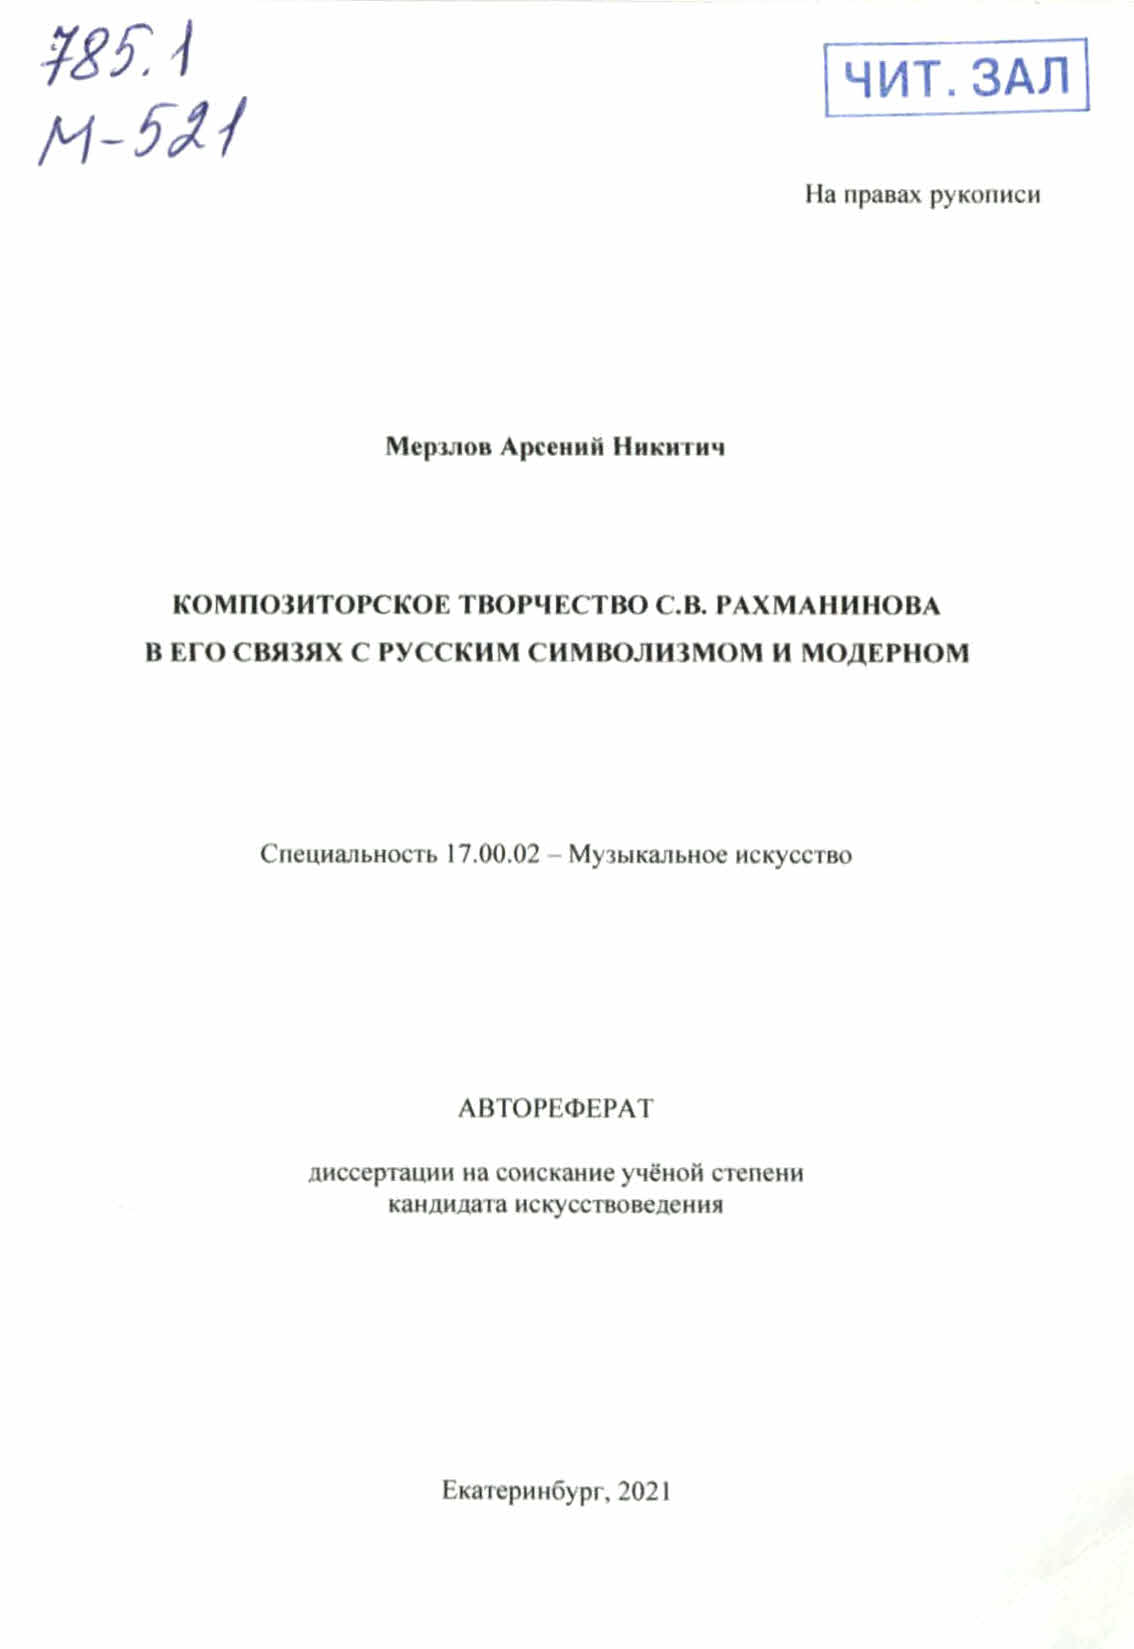 785.1
М-521
ЧИТ. ЗАЛ
На правах рукописи
Мерзлов Арсений Никитич
КОМПОЗИТОРСКОЕ ТВОРЧЕСТВО С.В. РАХМАНИНОВА
В ЕГО СВЯЗЯХ С РУССКИМ СИМВОЛИЗМОМ И МОДЕРНОМ
Специальность 17.00.02 – Музыкальное искусство
АВТОРЕФЕРАТ
диссертации на соискание учёной степени
кандидата искусствоведения
Екатеринбург, 2021